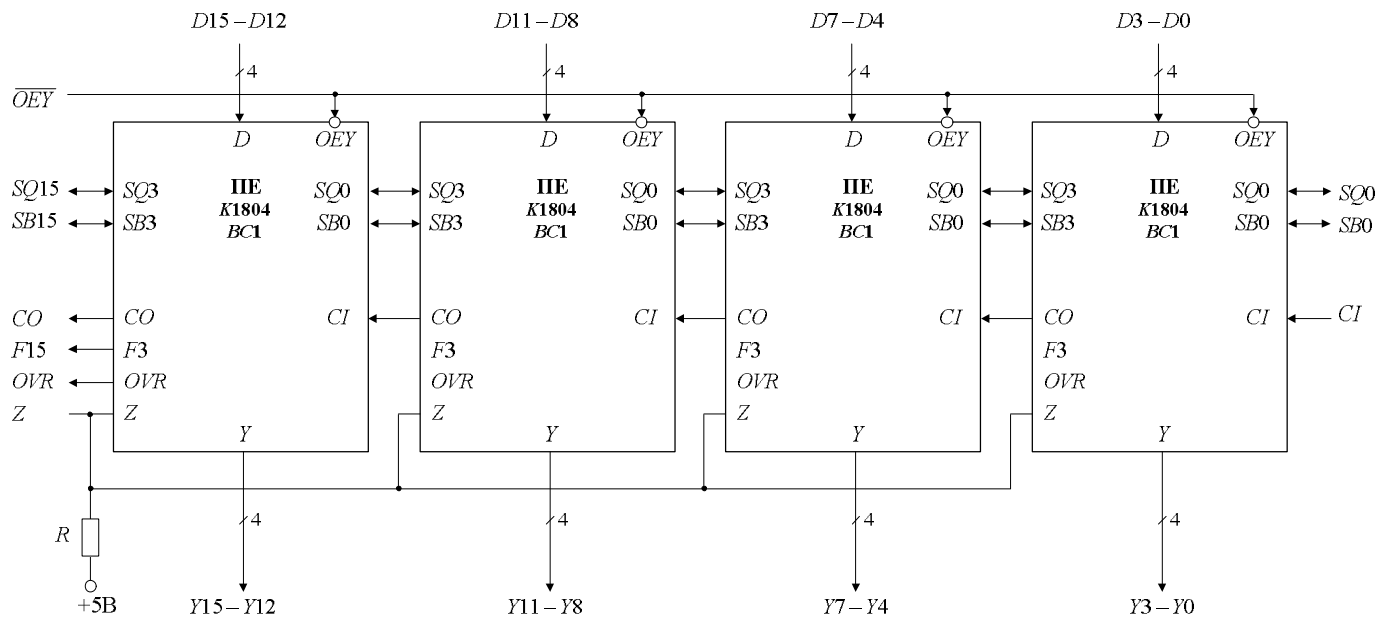 D15–D12 D11–D8 D7–D4 D3–D0
4 4 4 4
OEY
D OEY D OEY D OEY D OEY
SQ15 SQ3 ПЕ SQ0 SQ3 ПЕ SQ0 SQ3 ПЕ SQ0 SQ3 ПЕ SQ0 SQ0
K1804 K1804 K1804 K1804
SB15 SB3 BC1 SB0 SB3 BC1 SB0 SB3 BC1 SB0 SB3 BC1 SB0 SB0
CO CO CI CO CI CO CI CO CI CI
F15 F3 F3 F3 F3
OVR OVR OVR OVR OVR
Z Z Z Z Z
Y Y Y Y
R 4 4 4 4
+5В Y15–Y12 Y11–Y8 Y7–Y4 Y3–Y0